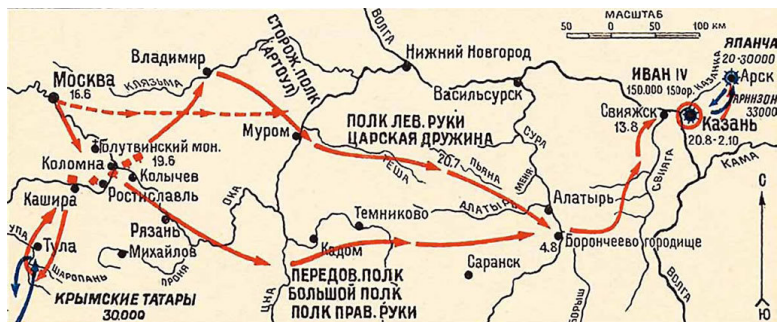 МАСШТАБ
50 0 50 100 КМ
ВОЛГА
СТОРОЖ. ПОЛК
(АРТОУЛ)
Владимир
КЛЯЗЬМА
Нижний Новгород
Васильсурск
ИВАН IV
150.000 150 ор.
КАЗАНКА
ЯПАНЧА
20-30000
Арск
ГАРНИЗОН
33000
Москва
16.6
Свияжск
13.8
Казань
20.8-2.10
КАМА
Муром
ПОЛК ЛЕВ. РУКИ
ЦАРСКАЯ ДРУЖИНА
СУРА
Голутвинский мон.
19.6
Коломна
Колычев
Кашира
Ростиславль
ОКА
ТЕША
20.7
ПЬЯНА
МЕНЯ
СВИЯГА
С
АЛАТЫРЬ
Алатырь
Темниково
Рязань
УПА
Тула
Михайлов
ПРОНЯ
Кадом
4.8
Борончеево городище
ШАРОПАНЬ
Саранск
ПЕРЕДОВ. ПОЛК
БОЛЬШОЙ ПОЛК
ПОЛК ПРАВ. РУКИ
ЦНА
КРЫМСКИЕ ТАТАРЫ
30.000
БОРЫШ
ВОЛГА
Ю